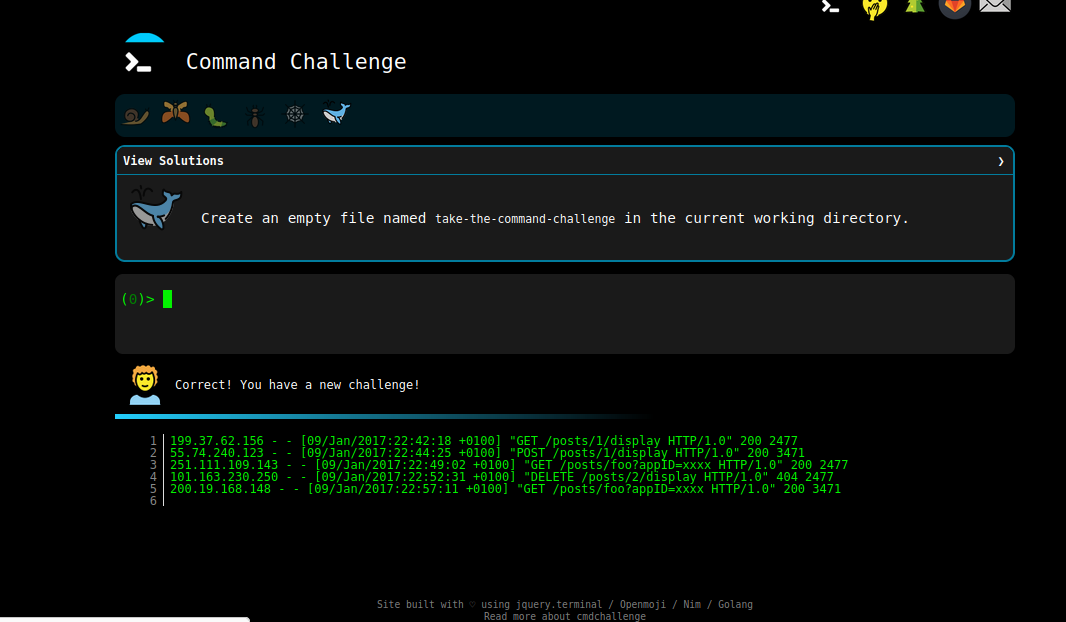 Command Challenge
View Solutions ❯
Create an empty file named take-the-command-challenge in the current working directory.
(0)>
Correct! You have a new challenge!
1 199.37.62.156 - - [09/Jan/2017:22:42:18 +0100] "GET /posts/1/display HTTP/1.0" 200 2477
2 55.74.240.123 - - [09/Jan/2017:22:44:25 +0100] "POST /posts/1/display HTTP/1.0" 200 3471
3 251.111.109.143 - - [09/Jan/2017:22:49:02 +0100] "GET /posts/foo?appID=xxxx HTTP/1.0" 200 2477
4 101.163.230.250 - - [09/Jan/2017:22:52:31 +0100] "DELETE /posts/2/display HTTP/1.0" 404 2477
5 200.19.168.148 - - [09/Jan/2017:22:57:11 +0100] "GET /posts/foo?appID=xxxx HTTP/1.0" 200 3471
6
Site built with ♡ using jquery.terminal / Openmoji / Nim / Golang
Read more about cmdchallenge